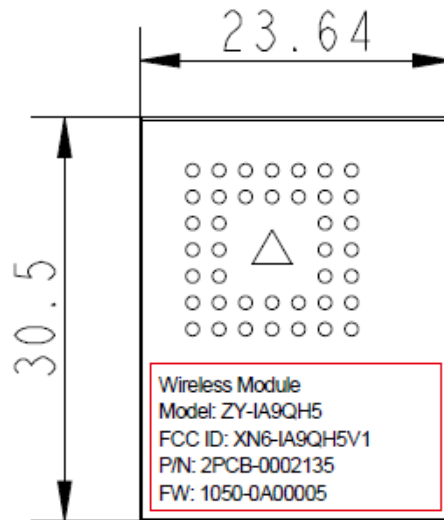 23.64
30.5
Wireless Module
Model: ZY-IA9QH5
FCC ID: XN6-IA9QH5V1
P/N: 2PCB-0002135
FW: 1050-0A00005